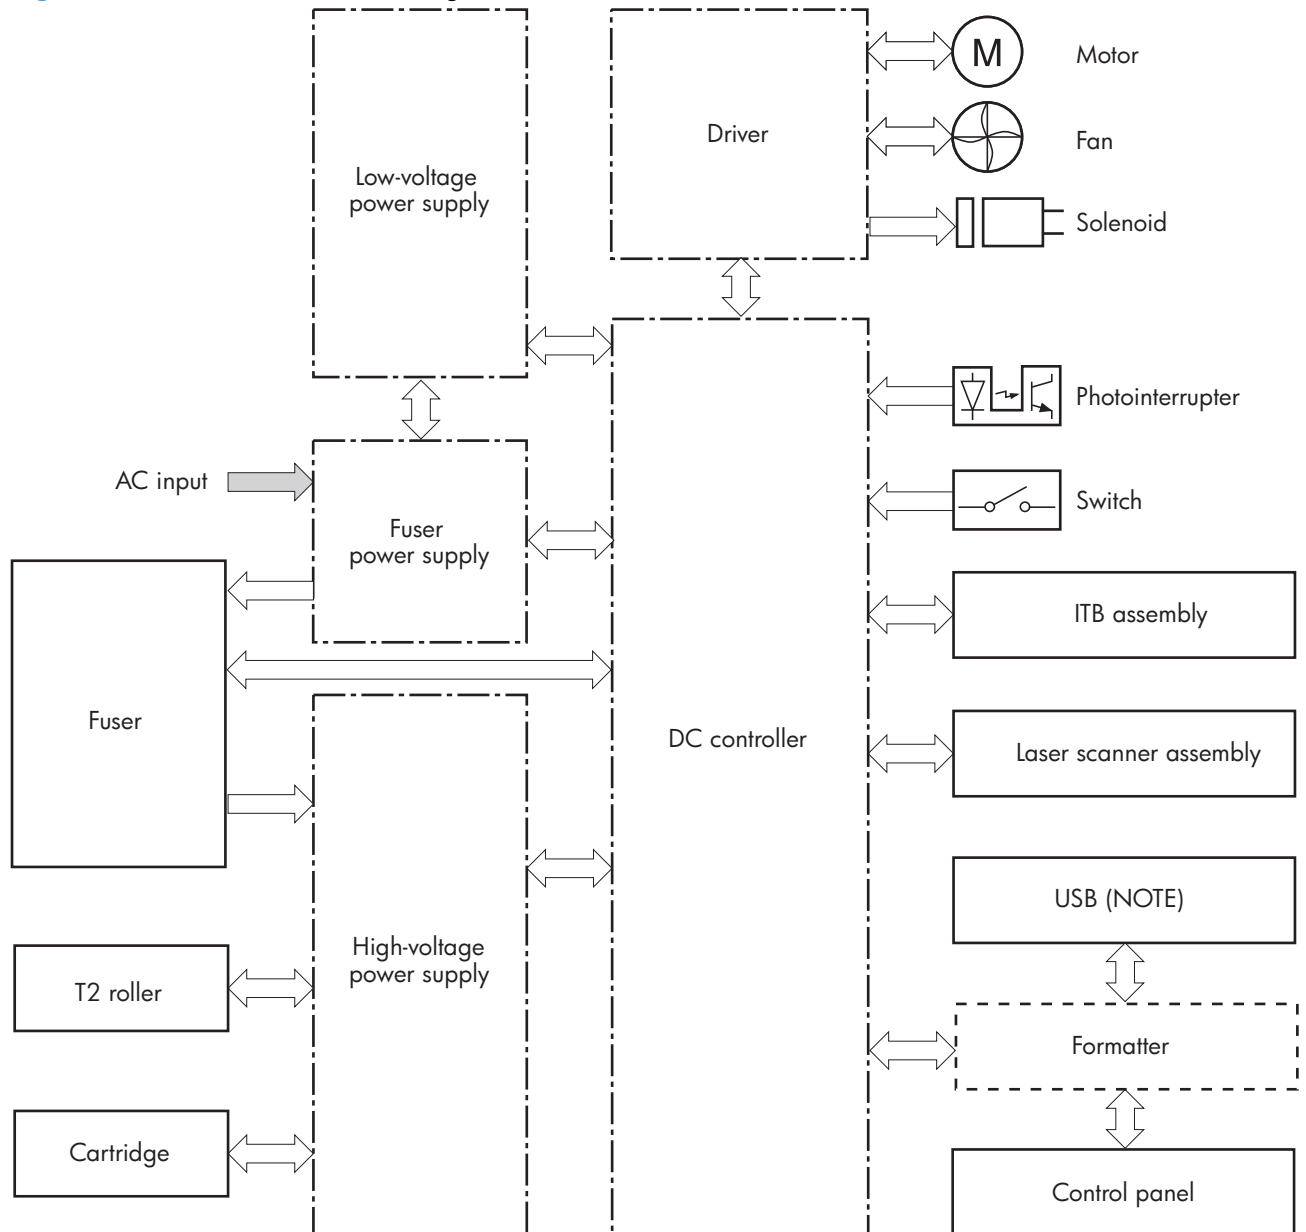 M
Motor
Driver
Fan
Low-voltage
power supply
Solenoid
Photointerrupter
AC input
Switch
Fuser
power supply
ITB assembly
Fuser
DC controller
Laser scanner assembly
USB (NOTE)
High-voltage
power supply
T2 roller
Formatter
Cartridge
Control panel